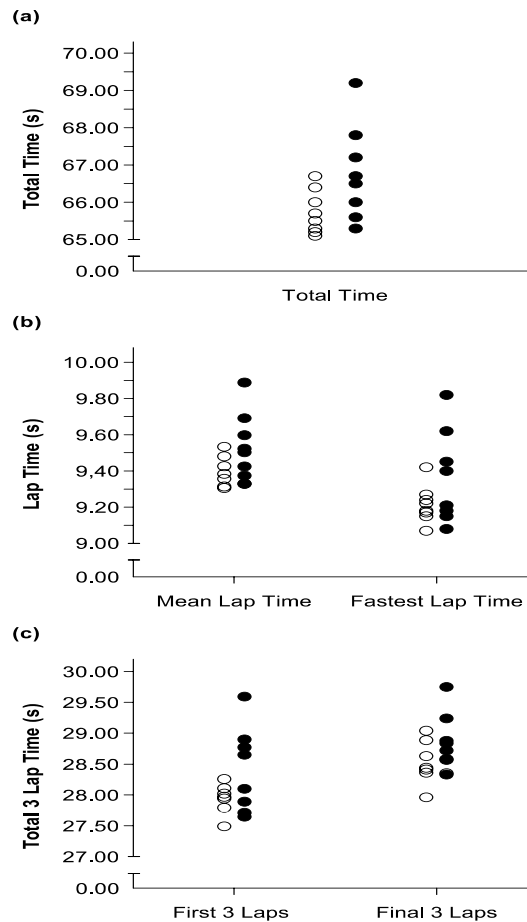 (a)
70.00
69.00
68.00
67.00
66.00
65.00
0.00
Total Time (s)
Total Time
(b)
10.00
9.80
9.60
9,40
9.20
9.00
0.00
Lap Time (s)
Mean Lap Time Fastest Lap Time
(c)
30.00
29.50
29.00
28.50
28.00
27.50
27.00
0.00
Total 3 Lap Time (s)
First 3 Laps Final 3 Laps